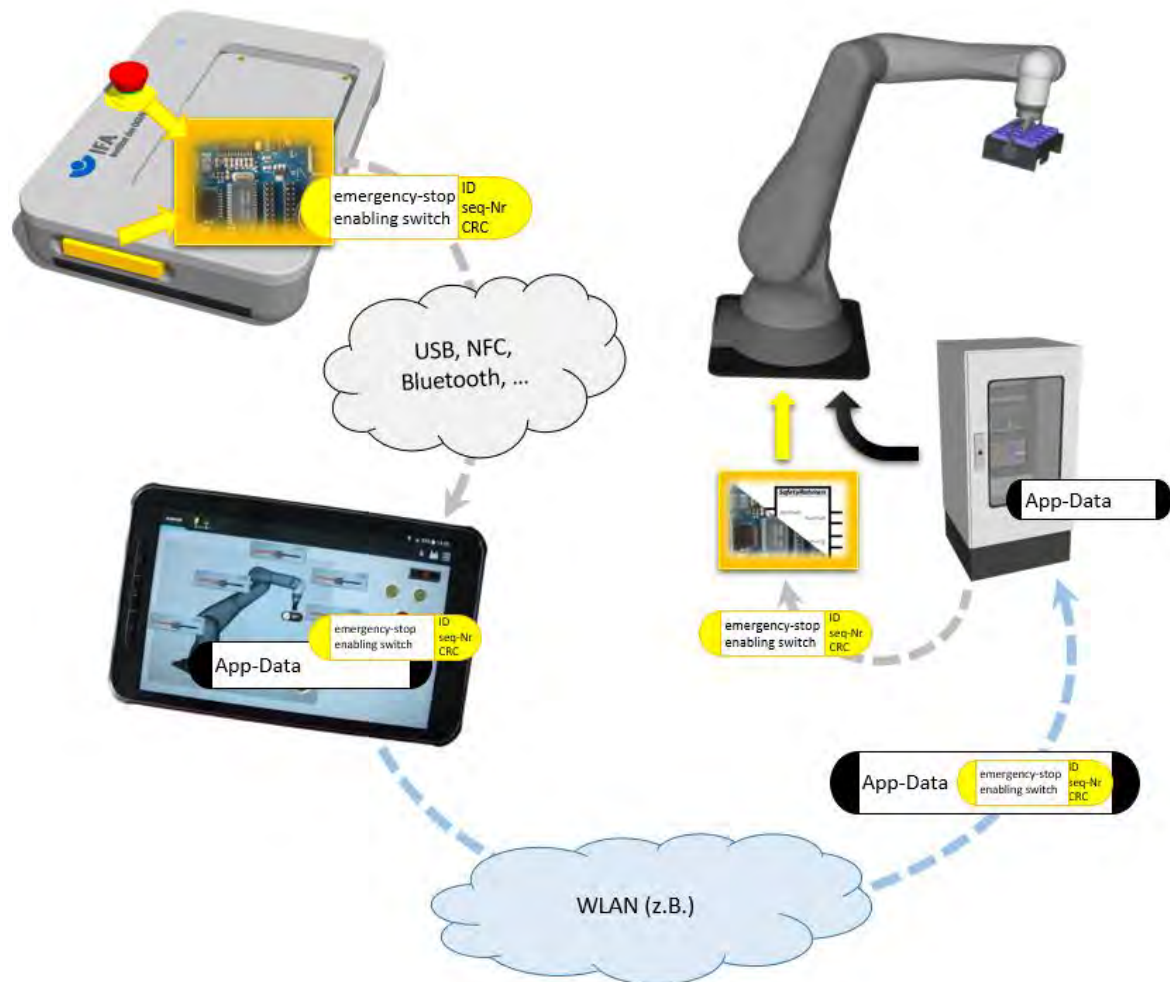 IFA
emergency-stop
enabling switch
ID
seq-Nr
CRC
USB, NFC,
Bluetooth, ...
emergency-stop
enabling switch
ID
seq-Nr
CRC
App-Data
App-Data
emergency-stop
enabling switch
ID
seq-Nr
CRC
App-Data
emergency-stop
enabling switch
ID
seq-Nr
CRC
WLAN (z.B.)